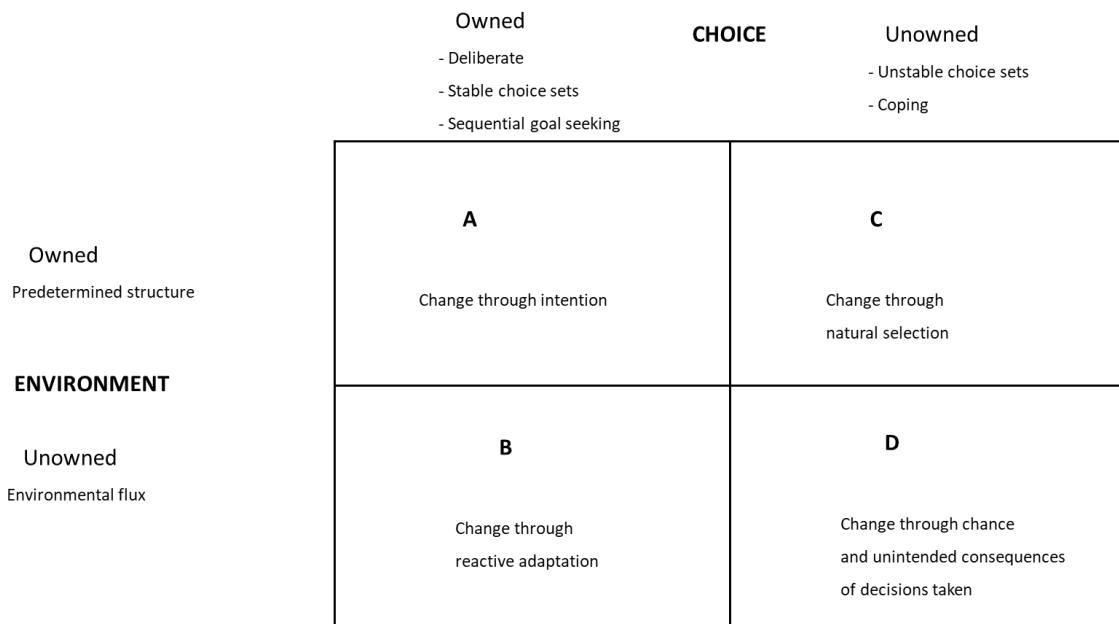 Owned
CHOICE
Unowned
- Deliberate
- Stable choice sets
- Sequential goal seeking
- Unstable choice sets
- Coping
A
C
Owned
Predetermined structure
Change through intention
Change through
natural selection
ENVIRONMENT
B
D
Unowned
Environmental flux
Change through
reactive adaptation
Change through chance
and unintended consequences
of decisions taken